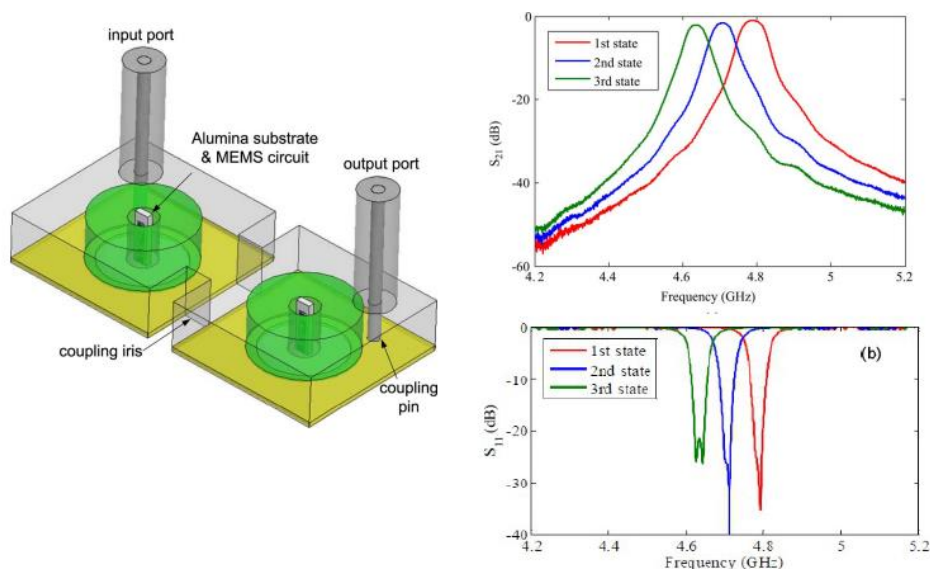 input port
Alumina substrate
& MEMS circuit
output port
coupling iris
coupling
pin
0
-20
-40
-60
S21 (dB)
1st state
2nd state
3rd state
4.2
4.4
4.6
4.8
5
5.2
Frequency (GHz)
0
-10
-20
-30
-40
S11 (dB)
1st state
2nd state
3rd state
(b)
4.2
4.4
4.6
4.8
5
5.2
Frequency (GHz)